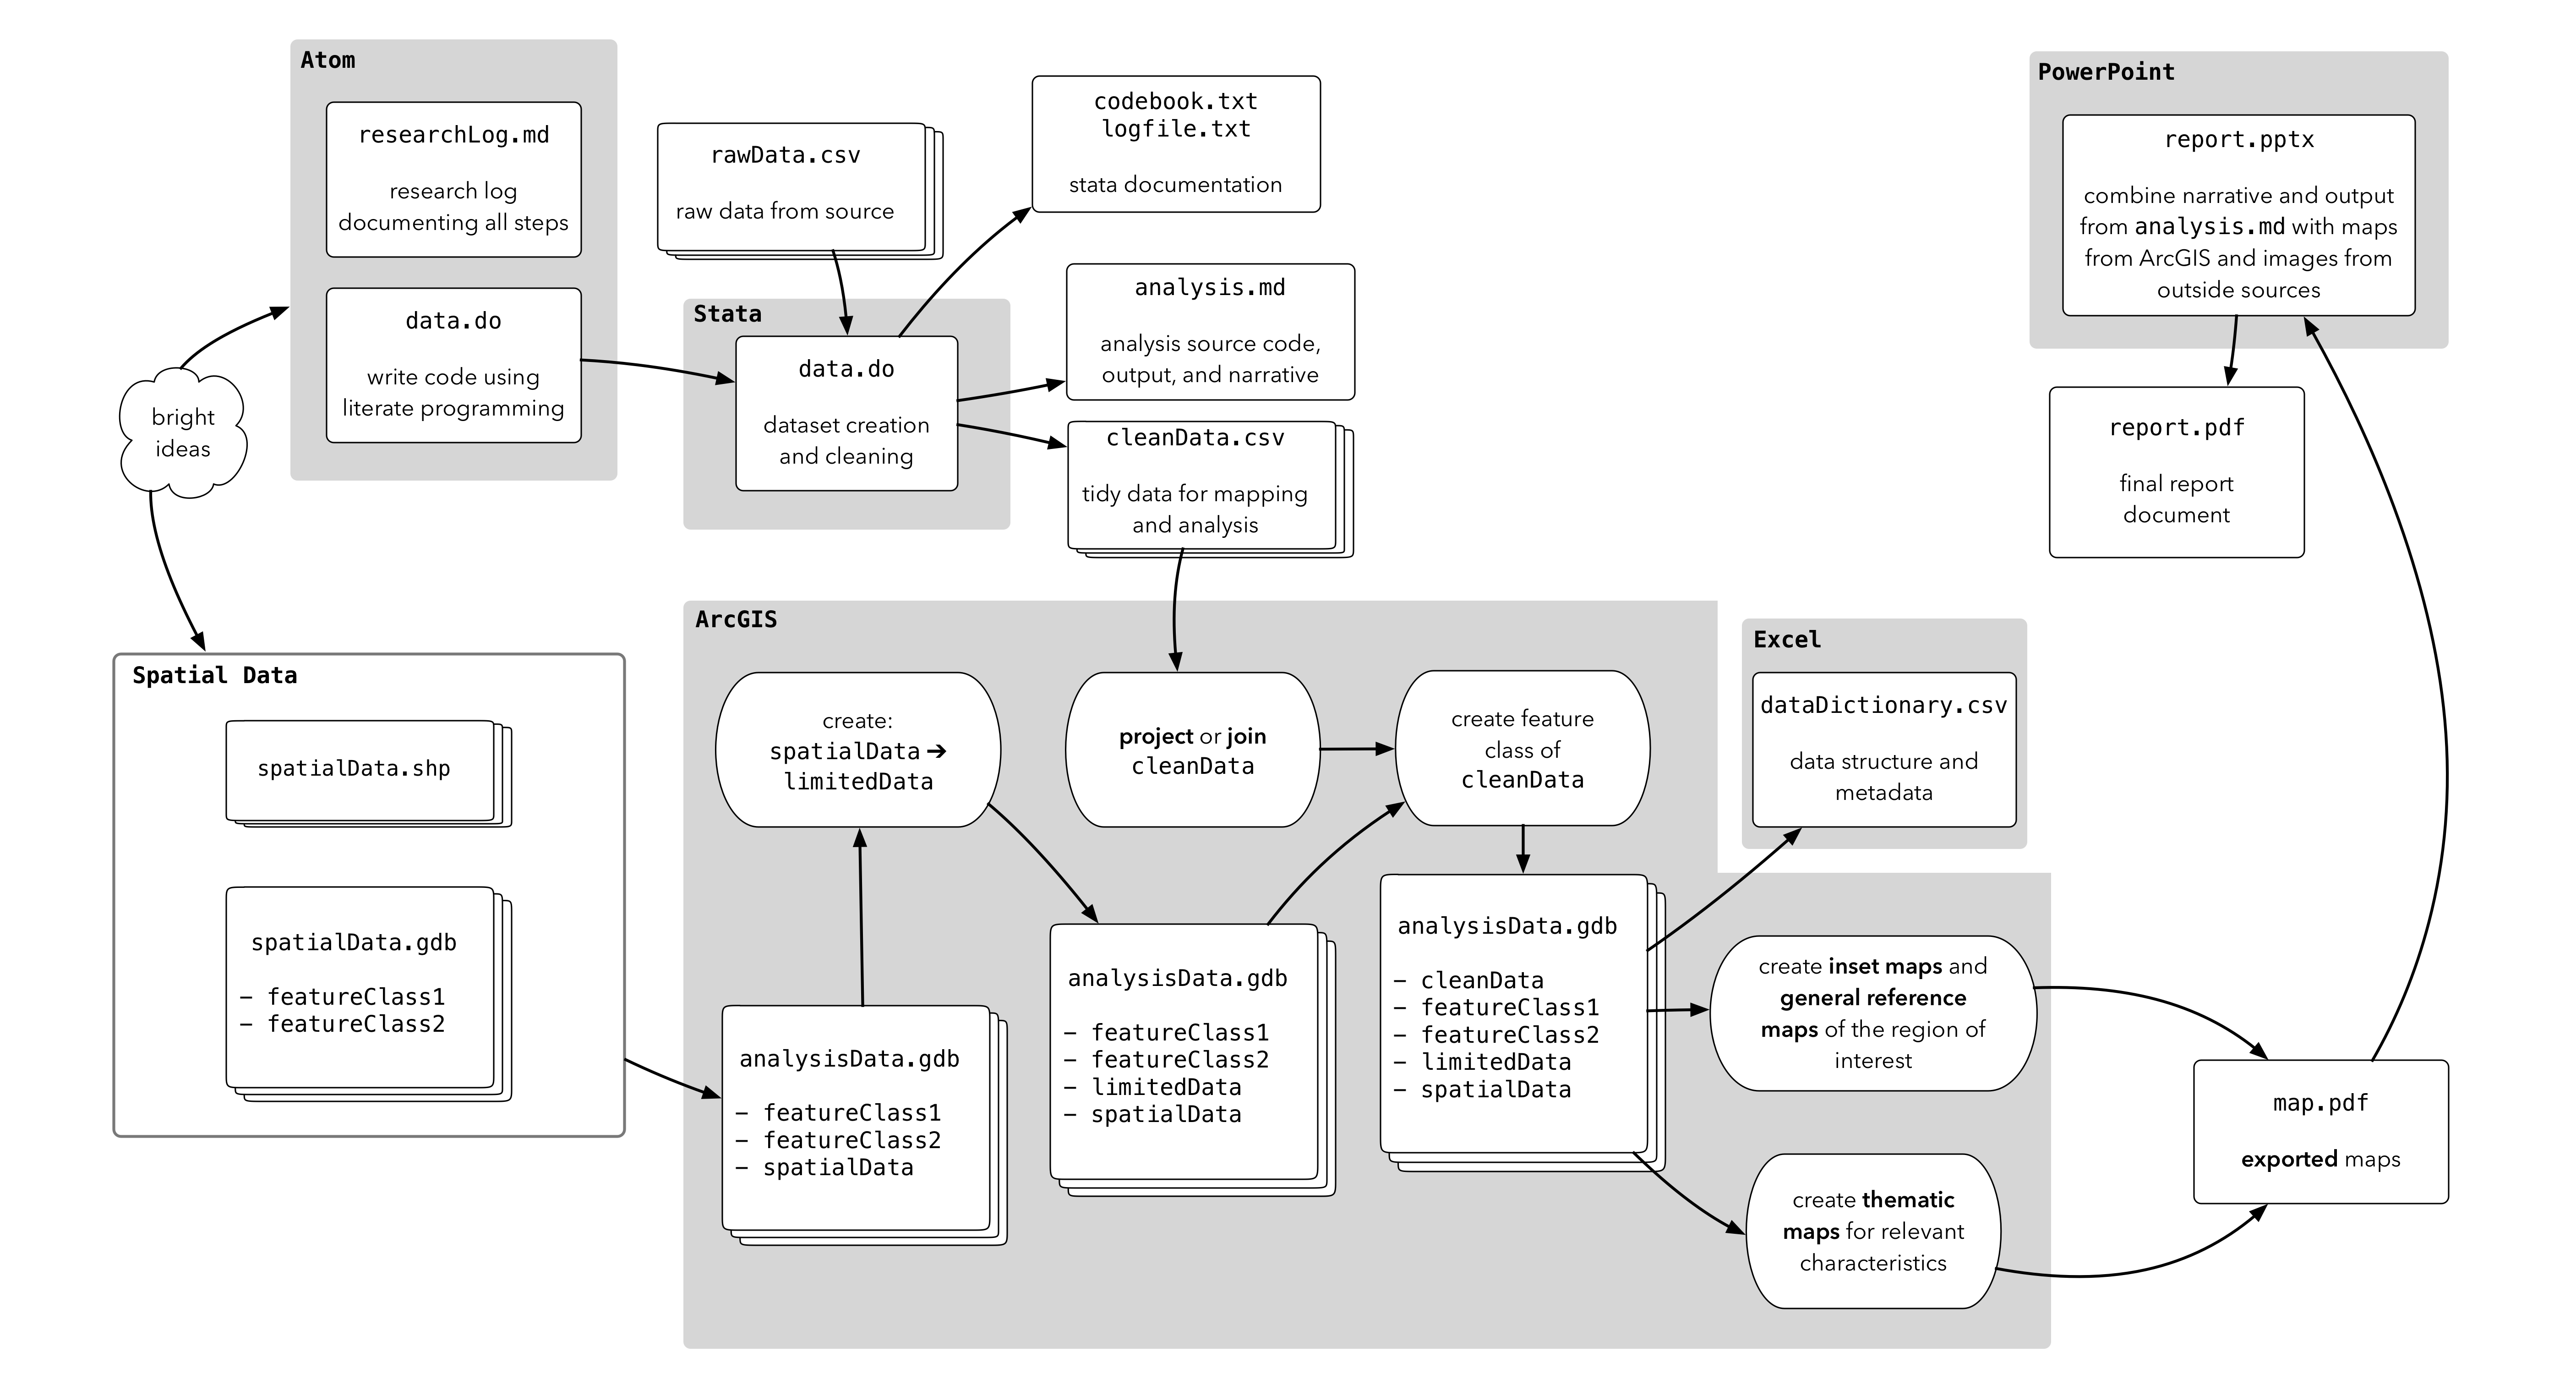 Atom
researchLog.md
research log
documenting all steps
data.do
write code using
literate programming
bright
ideas
rawData.csv
raw data from source
Stata
data.do
dataset creation
and cleaning
codebook.txt
logfile.txt
stata documentation
analysis.md
analysis source code,
output, and narrative
cleanData.csv
tidy data for mapping
and analysis
PowerPoint
report.pptx
combine narrative and output
from analysis.md with maps
from ArcGIS and images from
outside sources
report.pdf
final report
document
Spatial Data
spatialData.shp
spatialData.gdb
– featureClass1
– featureClass2
ArcGIS
create:
spatialData ➔
limitedData
project or join
cleanData
create feature
class of
cleanData
analysisData.gdb
– featureClass1
– featureClass2
– spatialData
analysisData.gdb
– featureClass1
– featureClass2
– limitedData
– spatialData
analysisData.gdb
– cleanData
– featureClass1
– featureClass2
– limitedData
– spatialData
Excel
dataDictionary.csv
data structure and
metadata
create inset maps and
general reference
maps of the region of
interest
create thematic
maps for relevant
characteristics
map.pdf
exported maps